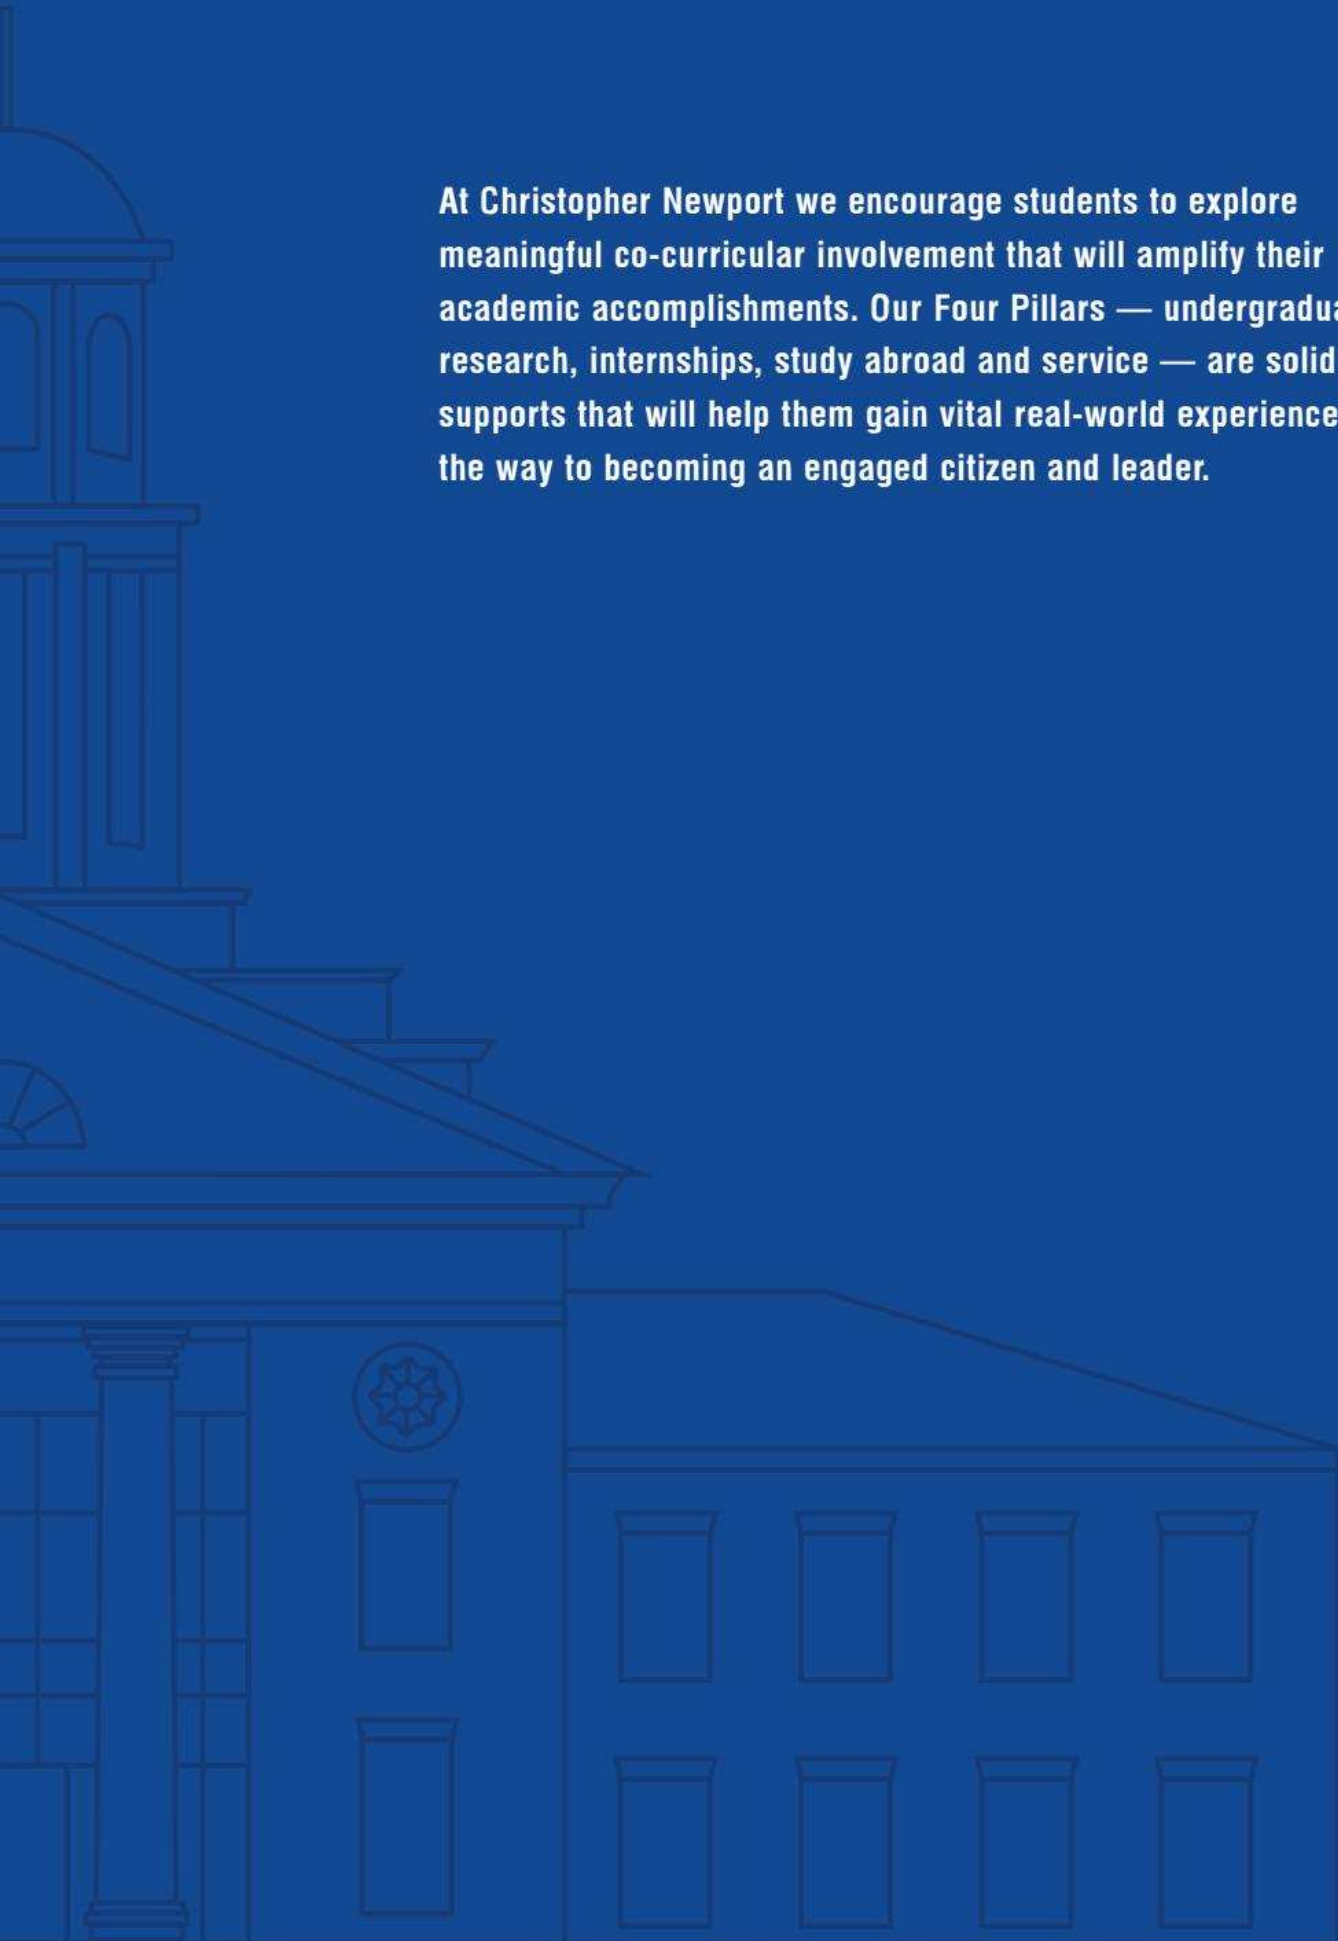 At Christopher Newport we encourage students to explore
meaningful co-curricular involvement that will amplify their
academic accomplishments. Our Four Pillars — undergradua
research, internships, study abroad and service — are solid
supports that will help them gain vital real-world experience
the way to becoming an engaged citizen and leader.